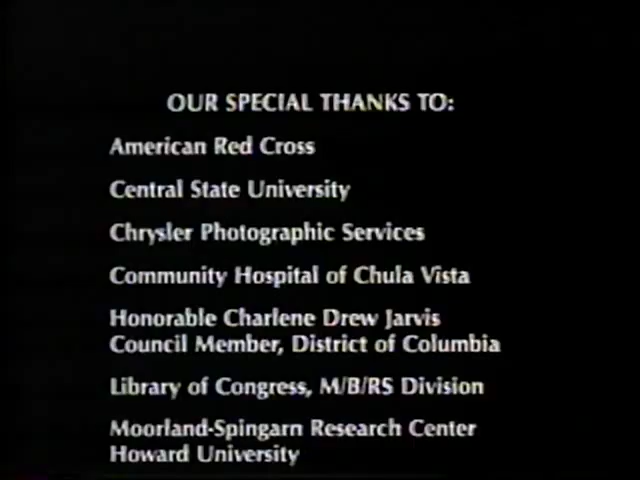 OUR SPECIAL THANKS TO:
American Red Cross
Central State University
Chrysler Photographic Services
Community Hospital of Chula Vista
Honorable Charlene Drew Jarvis
Council Member, District of Columbia
Library of Congress, M/B/RS Division
Moorland-Spingarn Research Center
Howard University